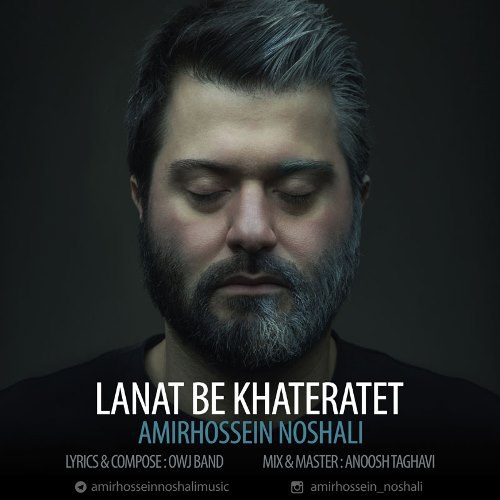 LANAT BE KHATERATET
AMIRHOSSEIN NOSHALI
LYRICS & COMPOSE : OWJ BAND MIX & MASTER : ANOOSH TAGHAVI
amirhosseinnoshalimusic amirhossein_noshali